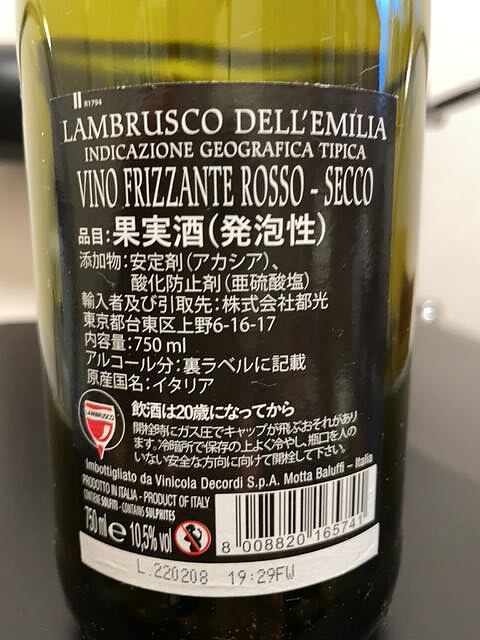 R1794
LAMBRUSCO DELL'EMILIA
INDICAZIONE GEOGRAFICA TIPICA
VINO FRIZZANTE ROSSO - SECCO
品目:果実酒(発泡性)
添加物:安定剤(アカシア)、
酸化防止剤(亜硫酸塩)
輸入者及び引取先:株式会社都光
東京都台東区上野6-16-17
内容量:750 ml
アルコール分:裏ラベルに記載
原産国名:イタリア
LAMBRUSCO
飲酒は20歳になってから
開栓時にガス圧でキャップが飛ぶおそれがあり
ます。冷暗所で保存の上よく冷やし、瓶口を人の
いない安全な方向に向けて開栓して下さい。
Imbottigliato da Vinicola Decordi S.p.A. Motta Baluffi – Italia
PRODOTTO IN ITALIA - PRODUCT OF ITALY
CONTIENE SOLFITI - CONTAINS SULPHITES
750 ml e 10,5% vol
8 008820 165741
L.220208 19:29FW